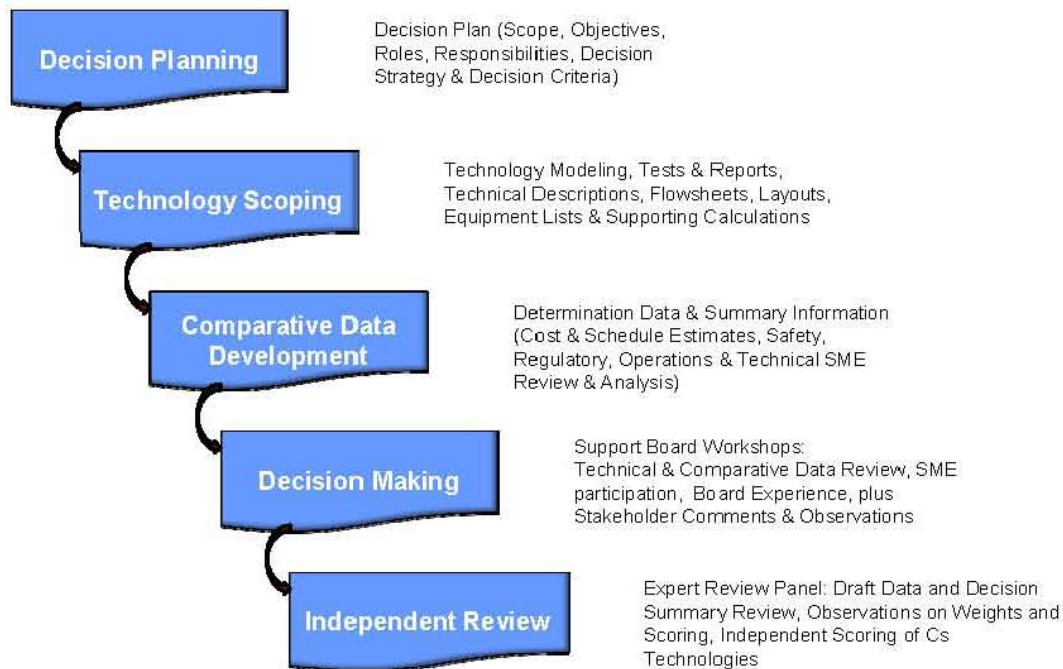 Decision Planning
Decision Plan (Scope, Objectives,
Roles, Responsibilities, Decision
Strategy & Decision Criteria)
Technology Scoping
Technology Modeling, Tests & Reports,
Technical Descriptions, Flowsheets, Layouts,
Equipment Lists & Supporting Calculations
Comparative Data
Development
Determination Data & Summary Information
(Cost & Schedule Estimates, Safety,
Regulatory, Operations & Technical SME
Review & Analysis)
Decision Making
Support Board Workshops:
Technical & Comparative Data Review, SME
participation, Board Experience, plus
Stakeholder Comments & Observations
Independent Review
Expert Review Panel: Draft Data and Decision
Summary Review, Observations on Weights and
Scoring, Independent Scoring of Cs
Technologies